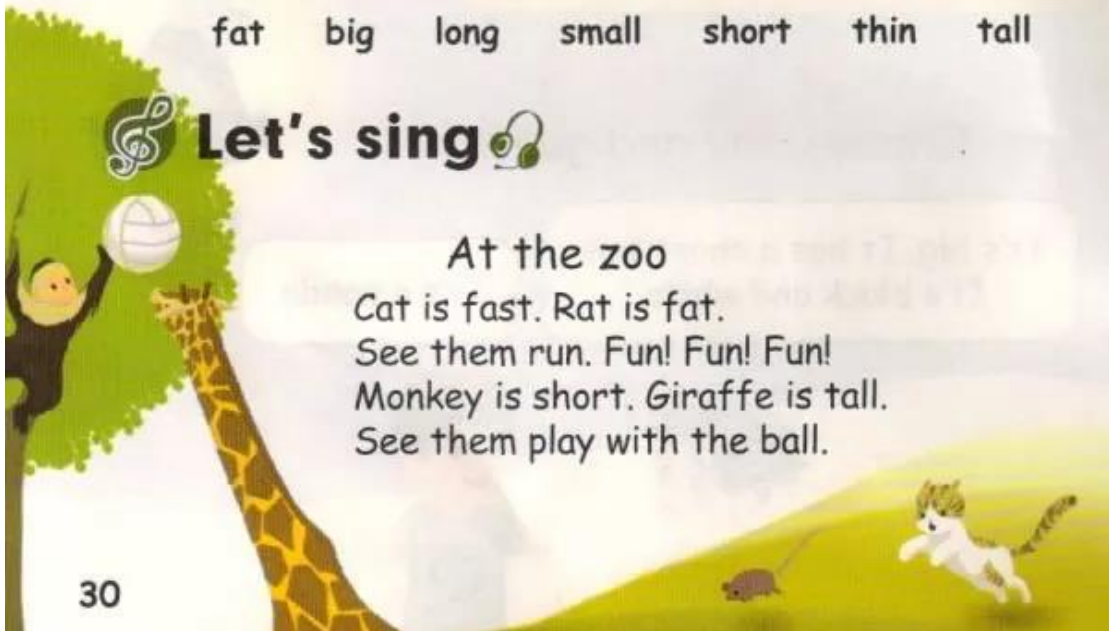 fat big long small short thin tall
Let's sing
At the zoo
Cat is fast. Rat is fat.
See them run. Fun! Fun! Fun!
Monkey is short. Giraffe is tall.
See them play with the ball.
30